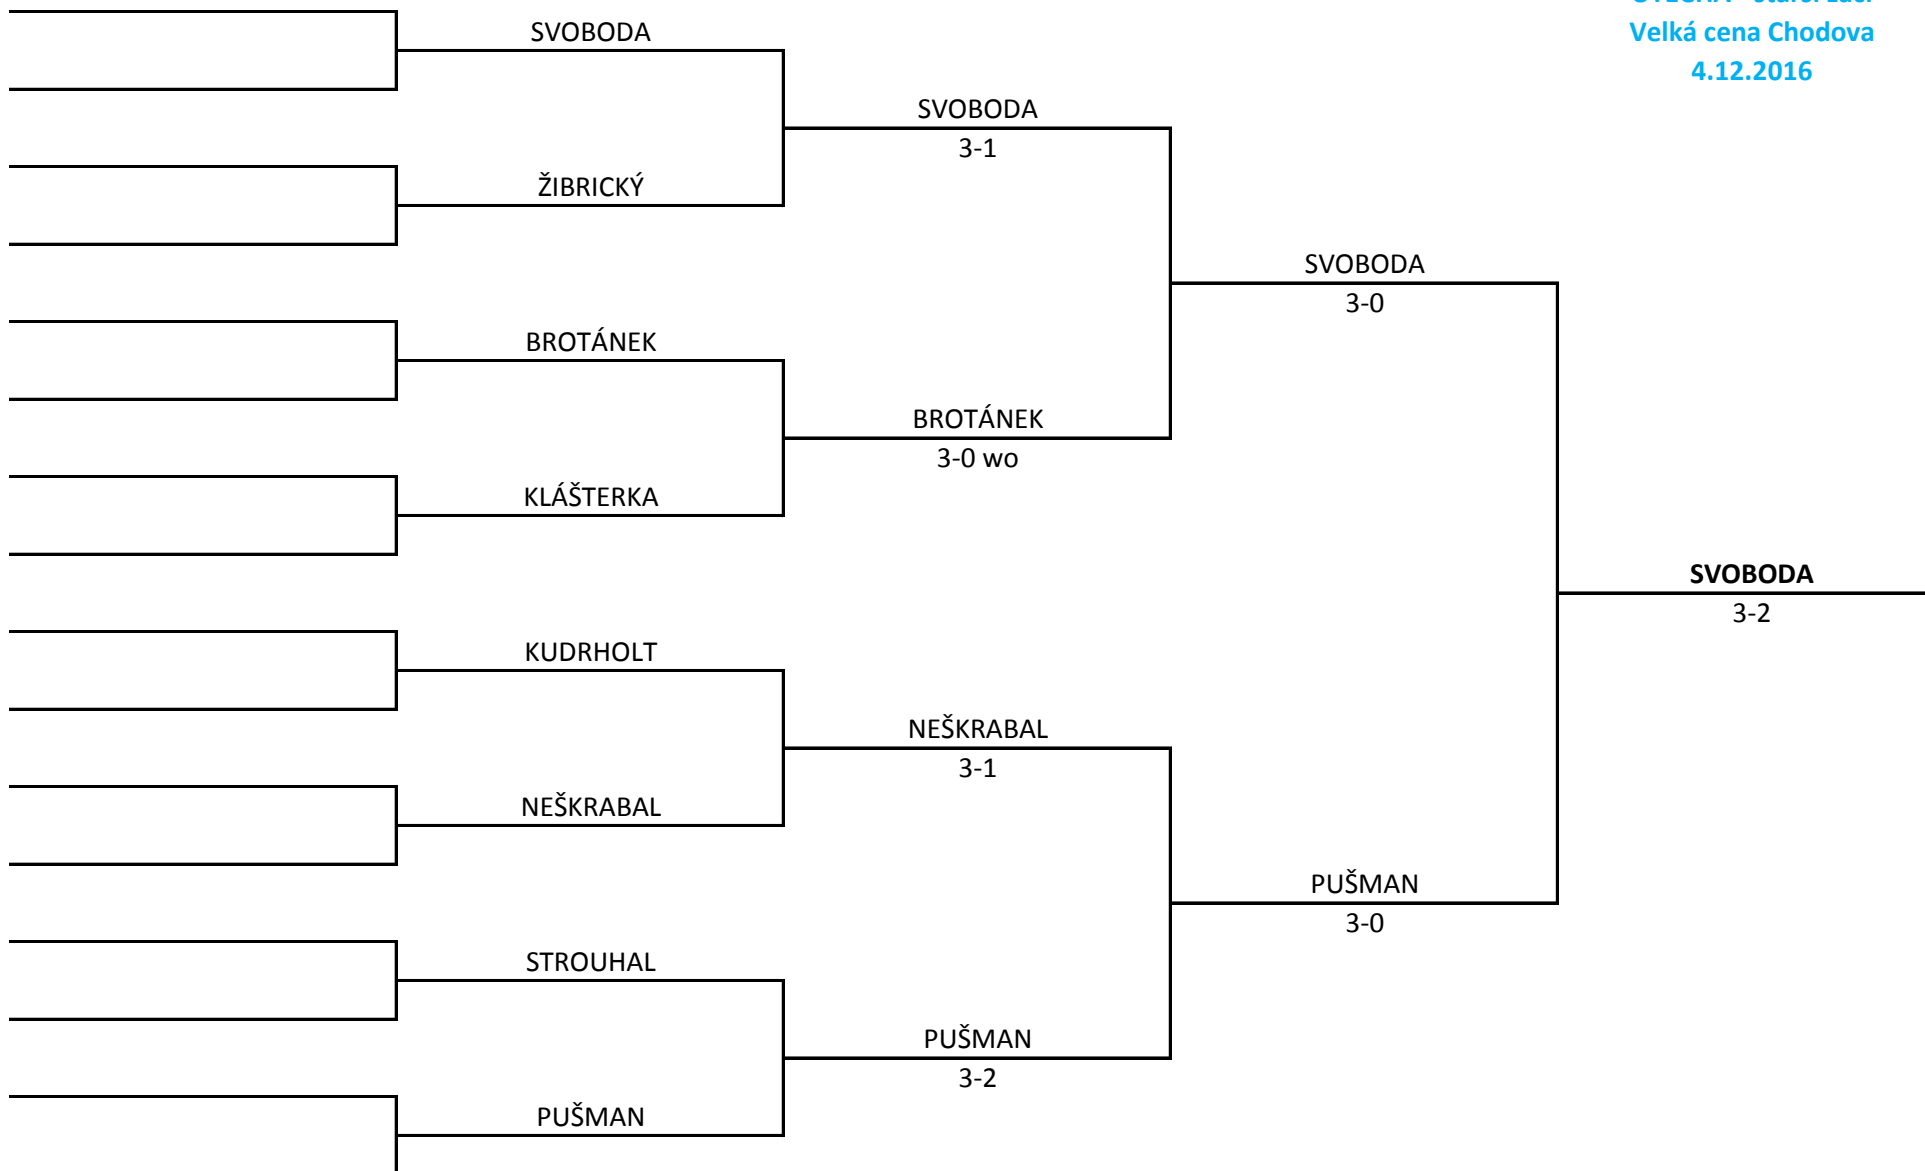 Velká cena Chodova
4.12.2016
SVOBODA
ŽIBRICKÝ
BROTÁNEK
KLÁŠTERKA
KUDRHOLT
NEŠKRABAL
STROUHAL
PUŠMAN
SVOBODA
3-1
BROTÁNEK
3-0 wo
NEŠKRABAL
3-1
PUŠMAN
3-2
SVOBODA
3-0
PUŠMAN
3-0
SVOBODA
3-2